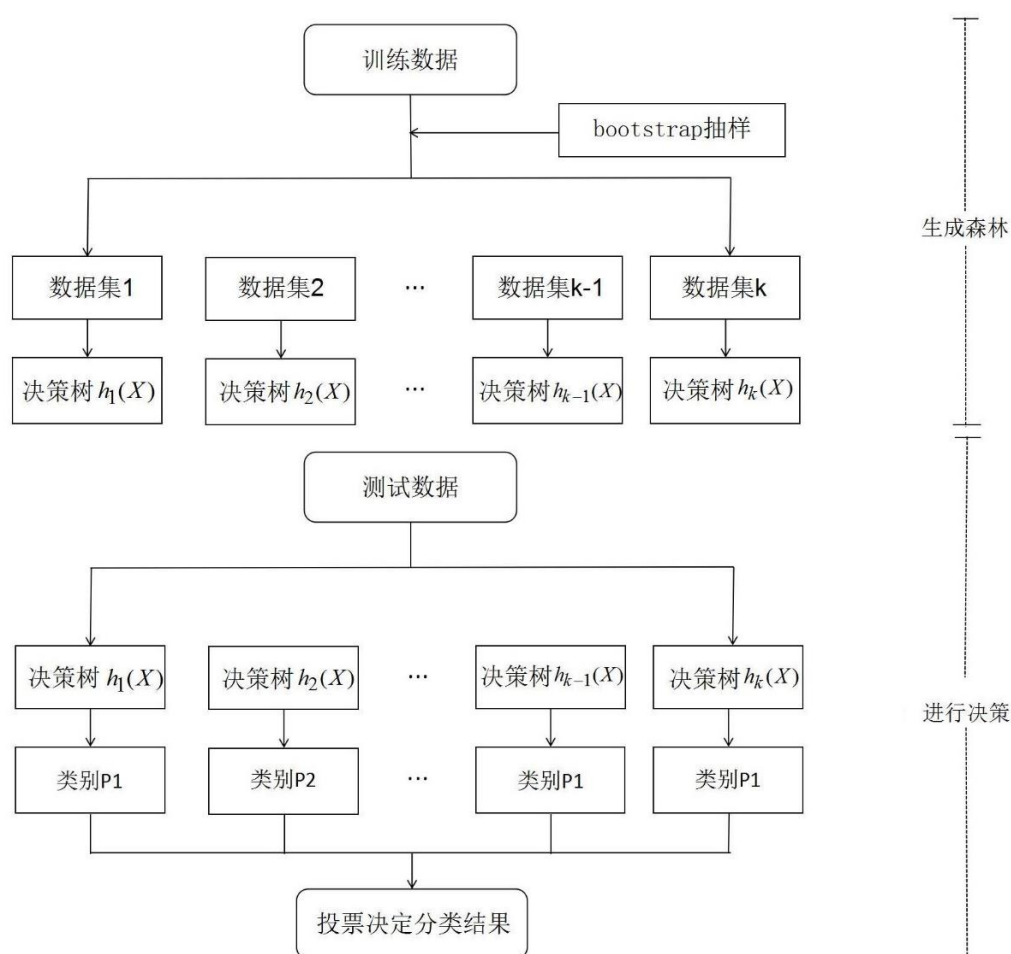 训练数据
bootstrap抽样
生成森林
数据集1
数据集2
...
数据集k-1
数据集k
决策树 h₁(X)
决策树 h₂(X)
...
决策树 hₖ₋₁(X)
决策树 hₖ(X)
测试数据
决策树 h₁(X)
决策树 h₂(X)
...
决策树 hₖ₋₁(X)
决策树 hₖ(X)
进行决策
类别P1
类别P2
...
类别P1
类别P1
投票决定分类结果